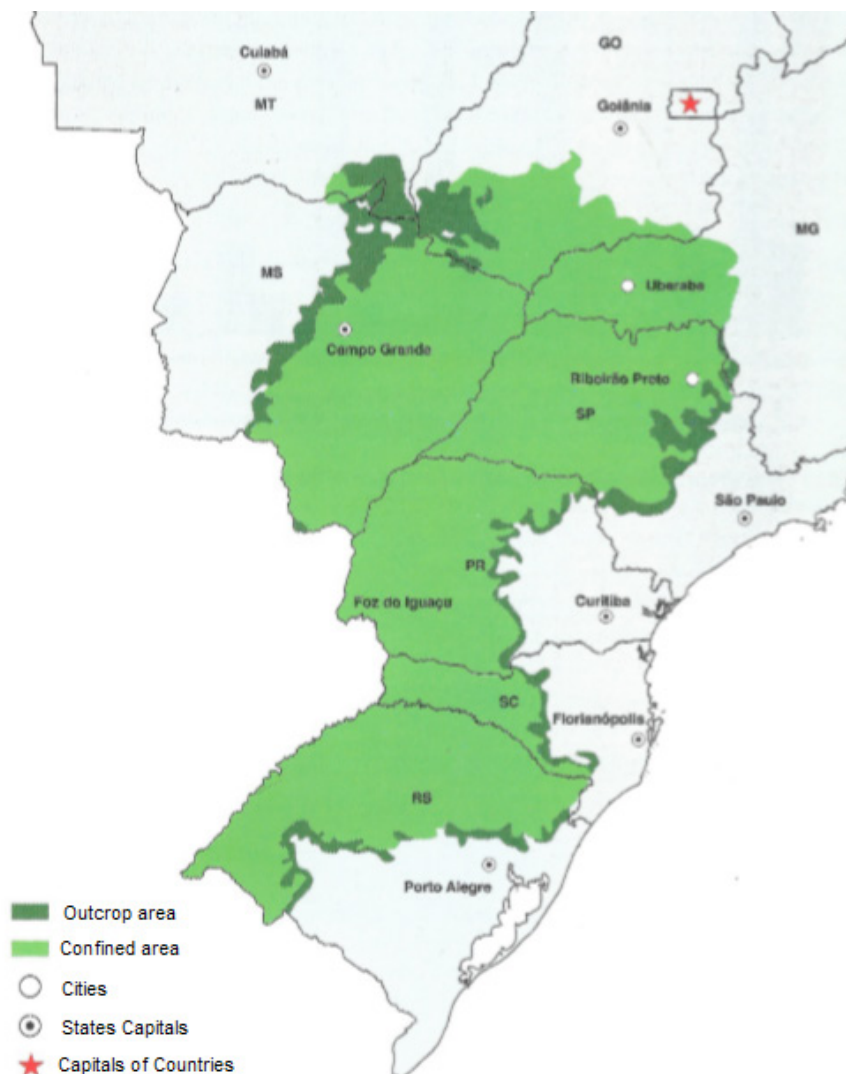 GO
Cuiabá
MT
Goiânia
MG
MS
Uberaba
Campo Grande
Ribeirão Preto
SP
São Paulo
PR
Foz do Iguaçu
Curitiba
SC
Florianópolis
RS
Porto Alegre
Outcrop area
Confined area
Cities
States Capitals
Capitals of Countries